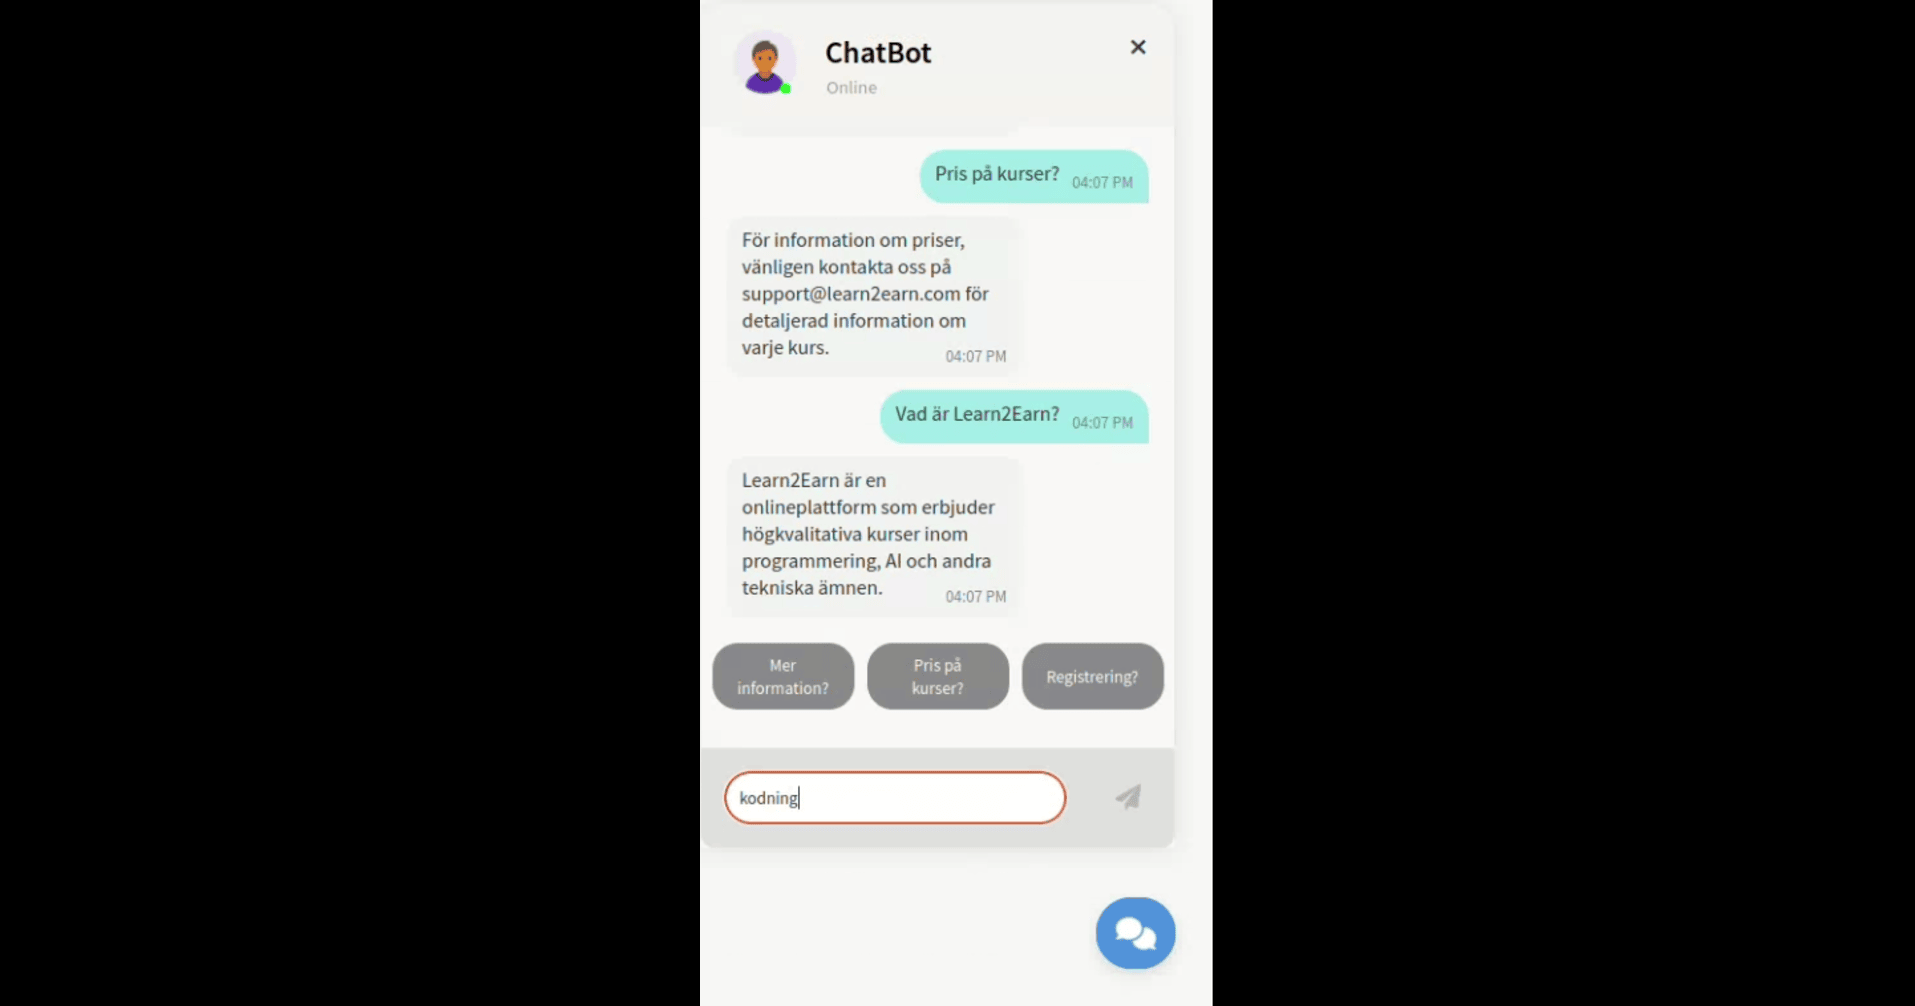 ChatBot
Online
Pris på kurser?
04:07 PM
För information om priser,
vänligen kontakta oss på
support@learn2earn.com för
detaljerad information om
varje kurs.
04:07 PM
Vad är Learn2Earn?
04:07 PM
Learn2Earn är en
onlineplattform som erbjuder
högkvalitativa kurser inom
programmering, AI och andra
tekniska ämnen.
04:07 PM
Mer
information?
Pris på
kurser?
Registrering?
kodning